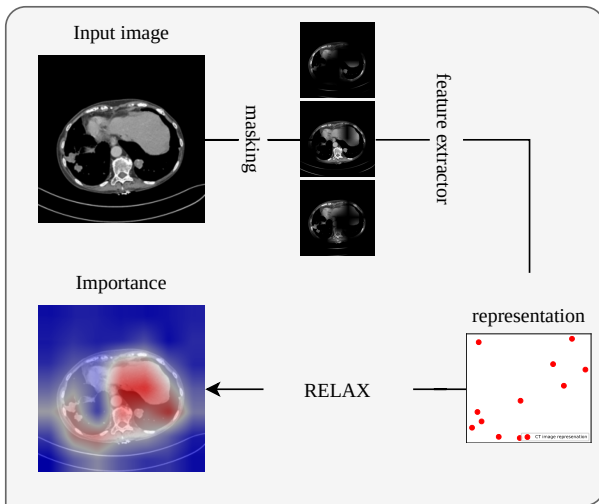 Input image
masking
feature extractor
Importance
representation
RELAX
CT image represenation